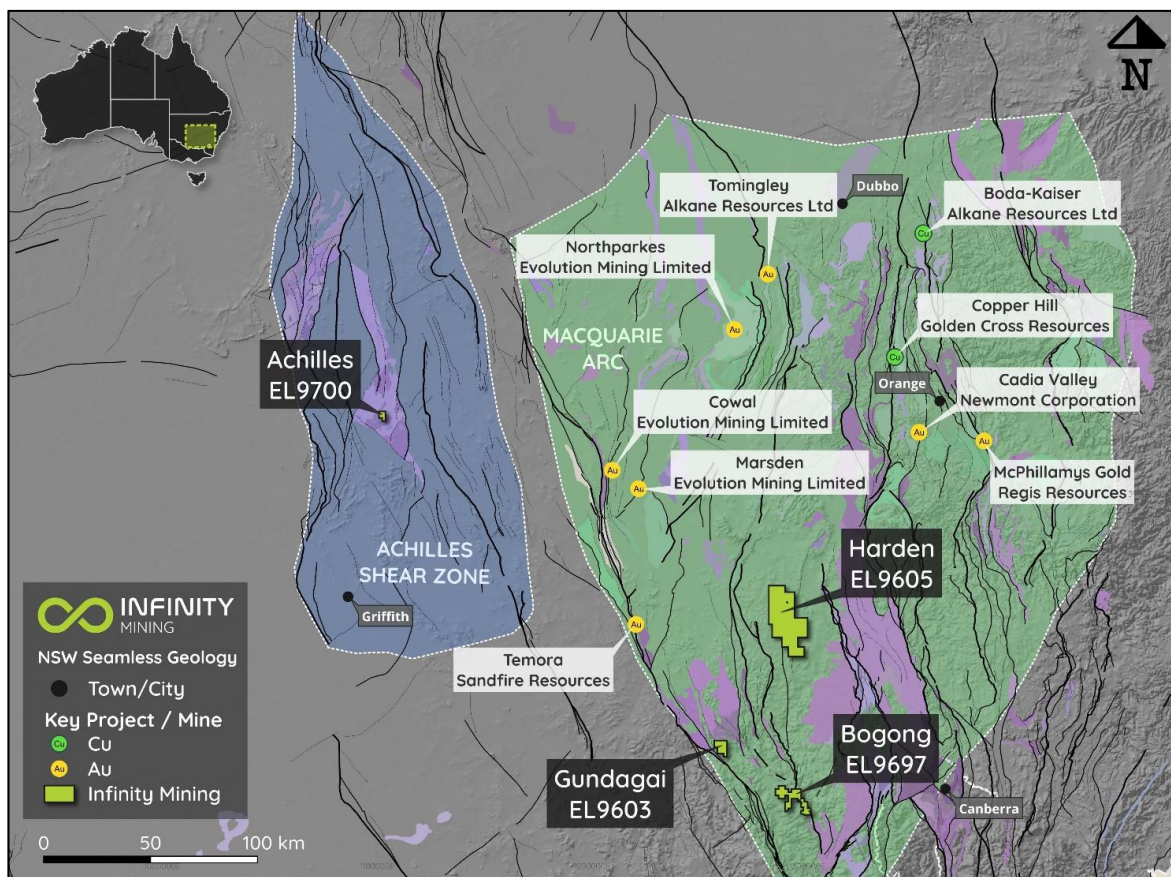 N
Dubbo
Tomingley
Alkane Resources Ltd
Boda-Kaiser
Alkane Resources Ltd
Northparkes
Evolution Mining Limited
Copper Hill
Golden Cross Resources
MACQUARIE
ARC
Achilles
EL9700
Orange
Cadia Valley
Newmont Corporation
Cowal
Evolution Mining Limited
Marsden
Evolution Mining Limited
McPhillamys Gold
Regis Resources
Cu
Au
Au
Cu
Au
Au
Au
Au
Au
ACHILLES
SHEAR ZONE
Harden
EL9605
Griffith
Temora
Sandfire Resources
Bogong
EL9697
Gundagai
EL9603
Canberra
INFINITY
MINING
NSW Seamless Geology
Town/City
Key Project / Mine
Cu Cu
Au Au
Infinity Mining
0 50 100 km